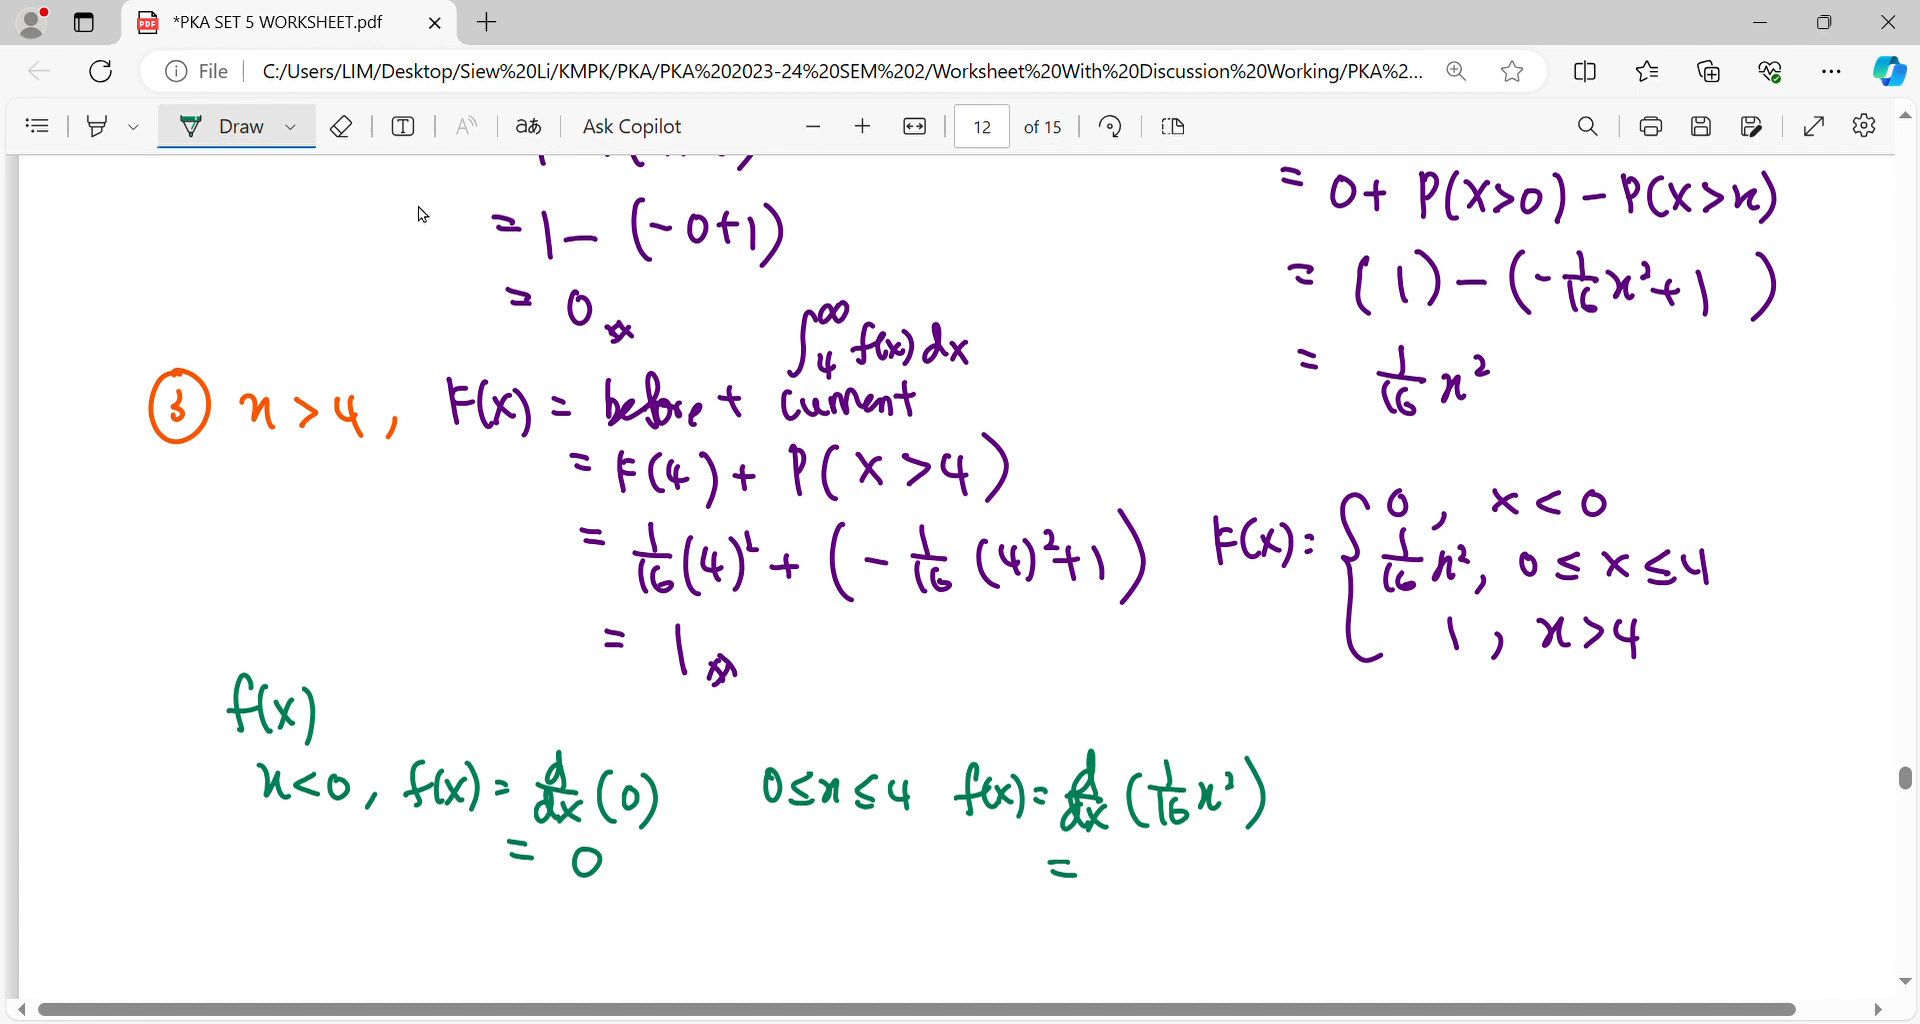 *PKA SET 5 WORKSHEET.pdf
File
C:/Users/LIM/Desktop/Siew%20Li/KMPK/PKA/PKA%202023-24%20SEM%202/Worksheet%20With%20Discussion%20Working/PKA%2...
Draw
T
aあ
Ask Copilot
12 of 15
= 1 - (-0+1)
= 0
③ x > 4, F(x) = before + current
∫₄^∞ f(x) dx
= F(4) + P(X > 4)
= 1/16 (4)² + (- 1/16 (4)² + 1)
= 1
= 0 + P(X>0) - P(X>x)
= (1) - (- 1/16 x² + 1)
= 1/16 x²
F(x) = { 0, x < 0
1/16 x², 0 ≤ x ≤ 4
1, x > 4
f(x)
x < 0, f(x) = d/dx (0)
= 0
0 ≤ x ≤ 4 f(x) = d/dx (1/16 x²)
=